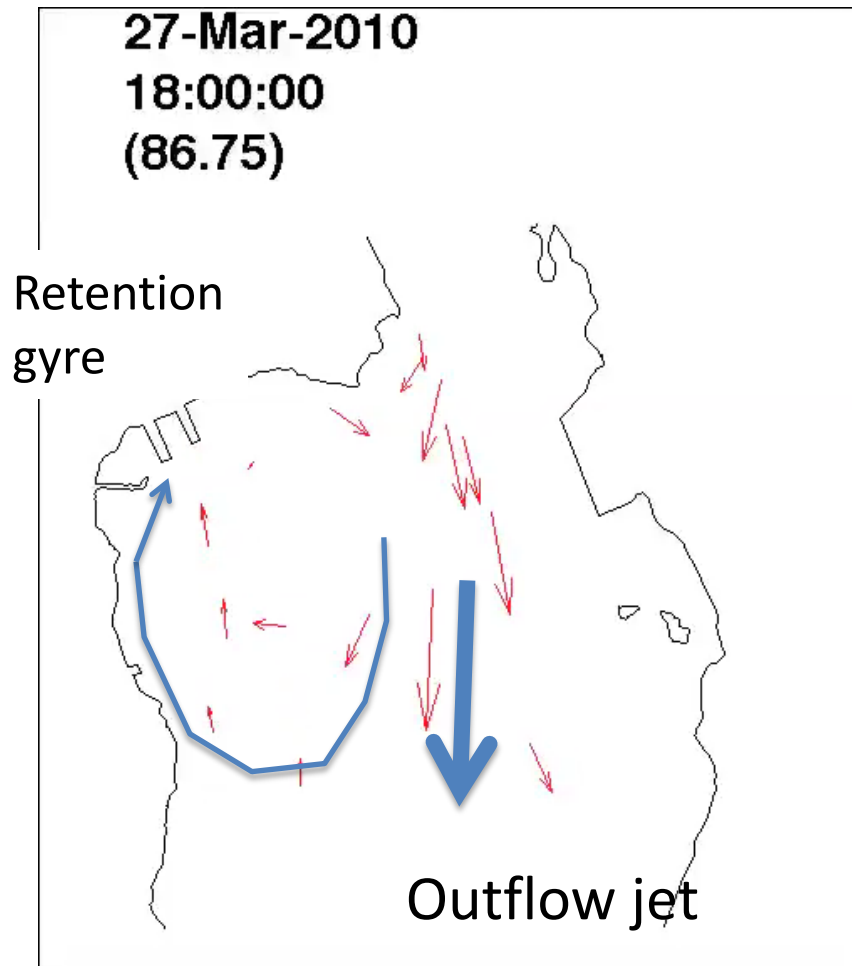 27-Mar-2010
18:00:00
(86.75)
Retention
gyre
Outflow jet